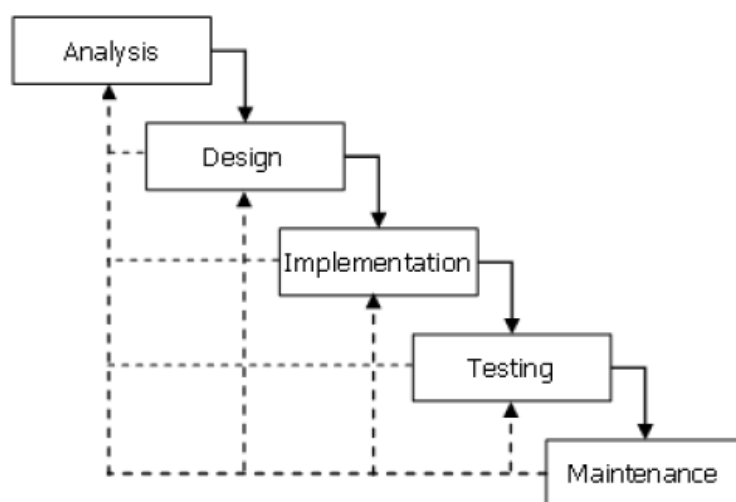 Analysis
Design
Implementation
Testing
Maintenance